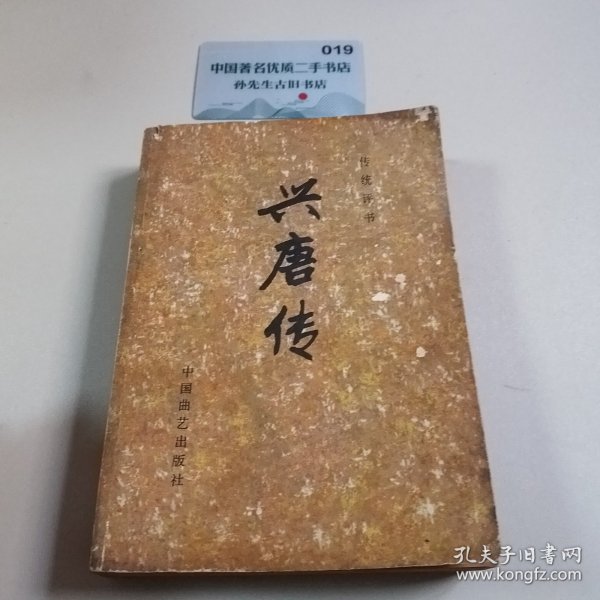 019
中国著名优质二手书店
孙先生古旧书店
传统评书
兴唐传
中国曲艺出版社
孔夫子旧書网
www.kongfz.com